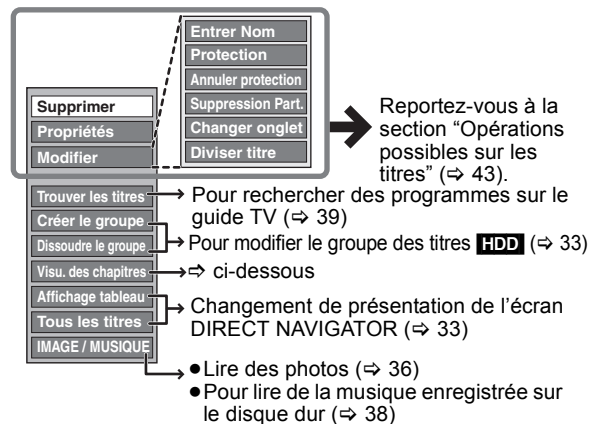 Entrer Nom
Protection
Annuler protection
Suppression Part.
Changer onglet
Diviser titre
Supprimer
Propriétés
Modifier
Reportez-vous à la
section “Opérations
possibles sur les
titres” (⇨ 43).
Trouver les titres
Pour rechercher des programmes sur le
guide TV (⇨ 39)
Créer le groupe
Dissoudre le groupe
Pour modifier le groupe des titres HDD (⇨ 33)
Visu. des chapitres
⇨ ci-dessous
Affichage tableau
Tous les titres
Changement de présentation de l’écran
DIRECT NAVIGATOR (⇨ 33)
IMAGE / MUSIQUE
●Lire des photos (⇨ 36)
●Pour lire de la musique enregistrée sur
le disque dur (⇨ 38)